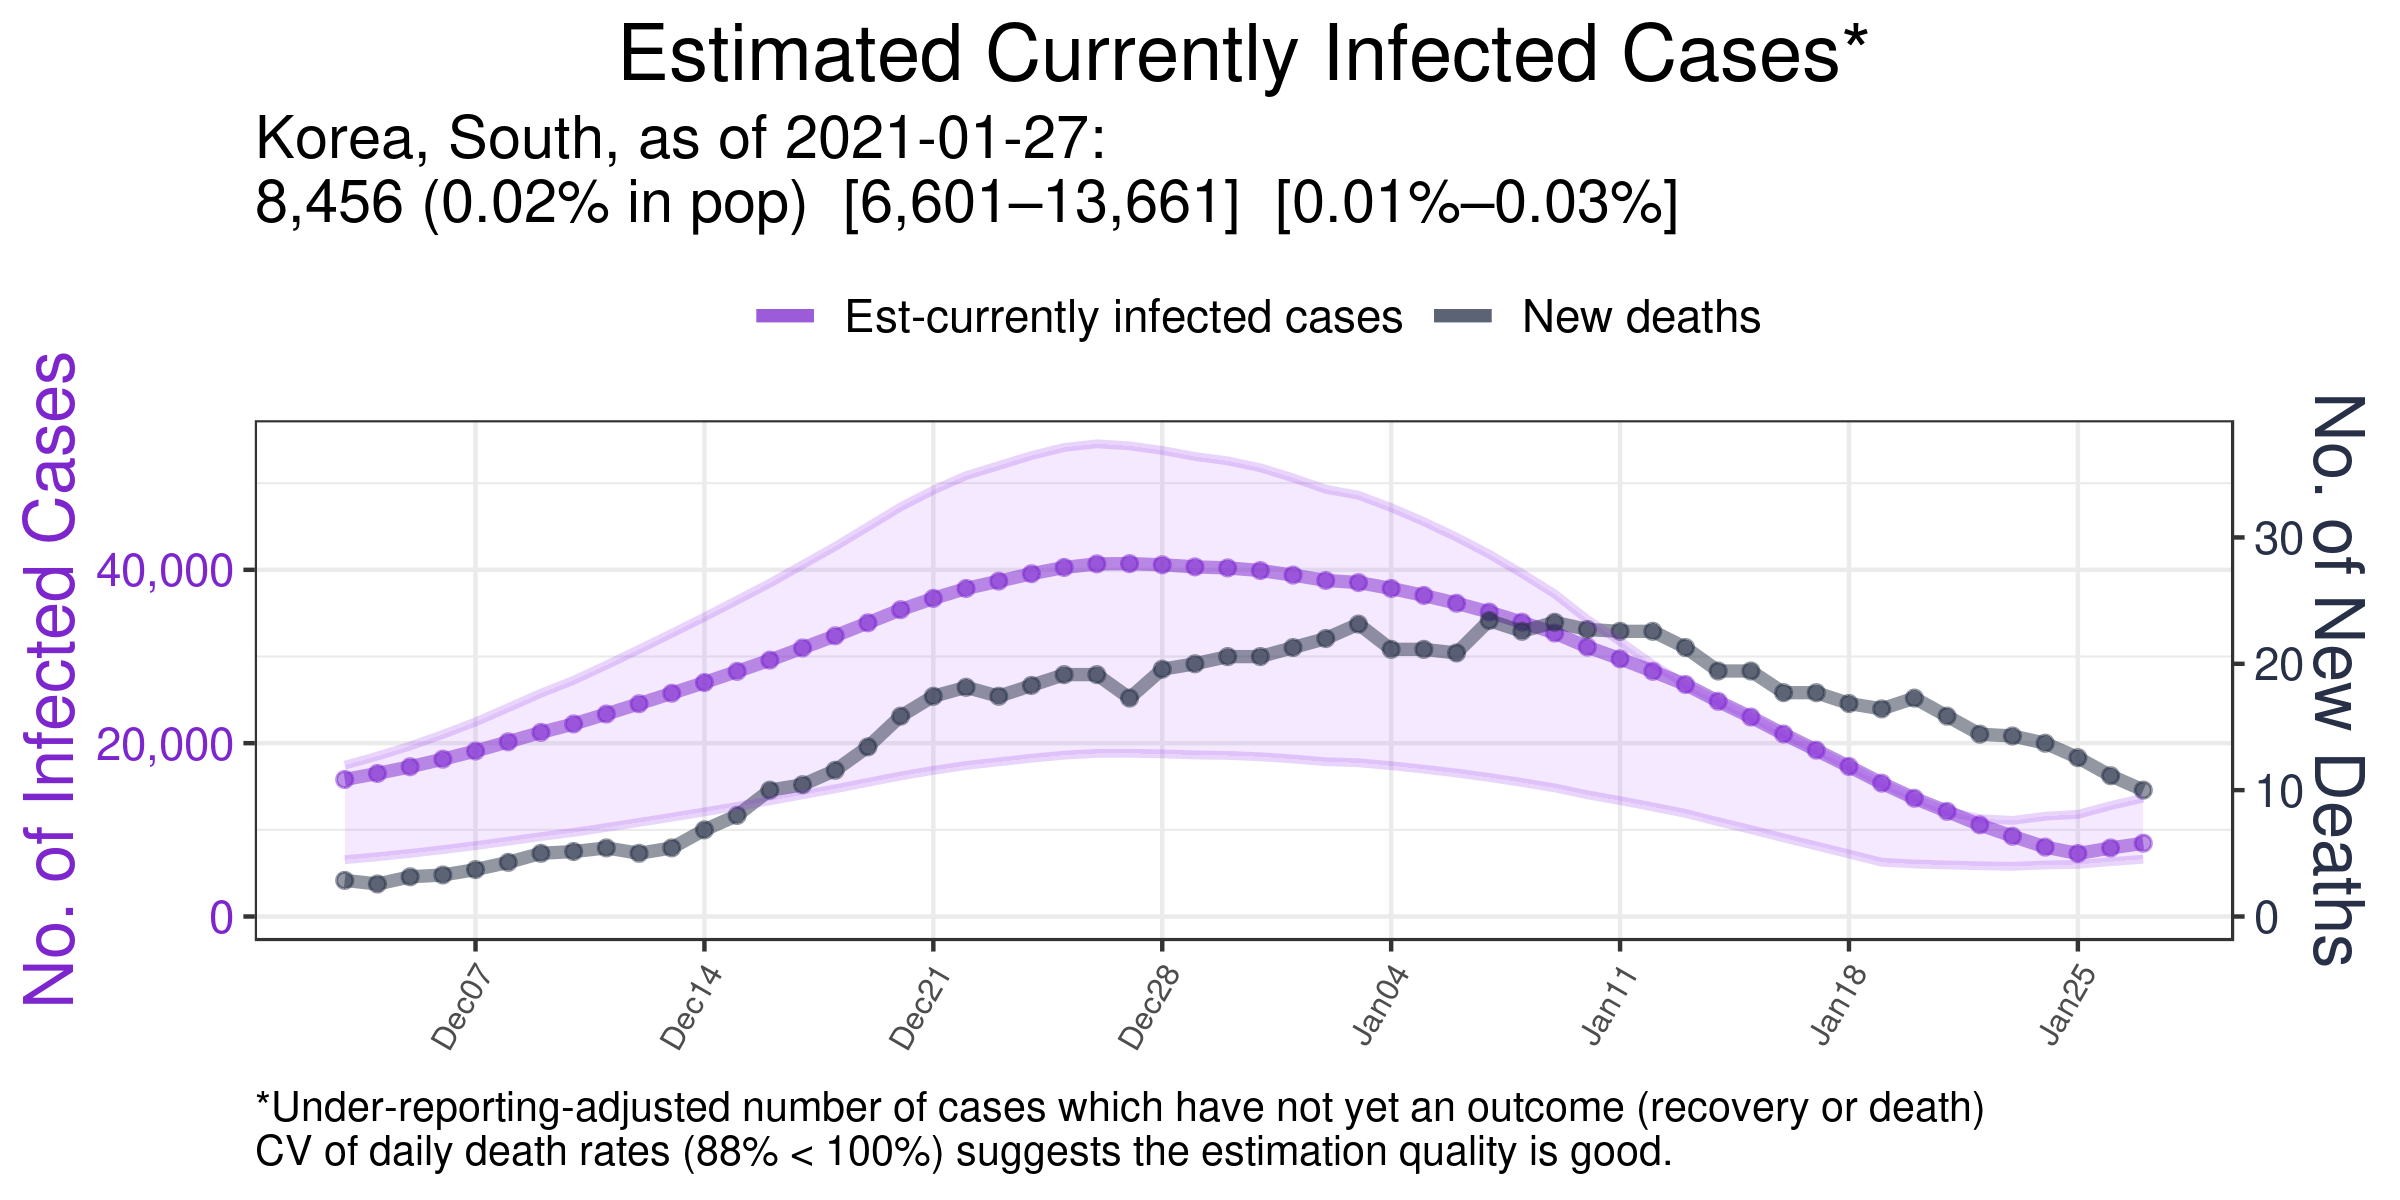 Estimated Currently Infected Cases*
Korea, South, as of 2021-01-27:
8,456 (0.02% in pop)  [6,601–13,661]  [0.01%–0.03%]
Est-currently infected cases
New deaths
No. of Infected Cases
40,000
20,000
0
No. of New Deaths
30
20
10
0
Dec07
Dec14
Dec21
Dec28
Jan04
Jan11
Jan18
Jan25
*Under-reporting-adjusted number of cases which have not yet an outcome (recovery or death)
CV of daily death rates (88% < 100%) suggests the estimation quality is good.